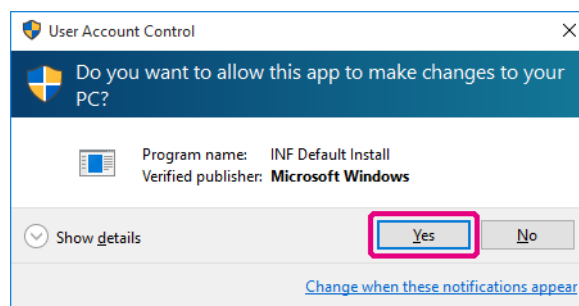 User Account Control
Do you want to allow this app to make changes to your
PC?
Program name: INF Default Install
Verified publisher: Microsoft Windows
Show details
Yes
No
Change when these notifications appear